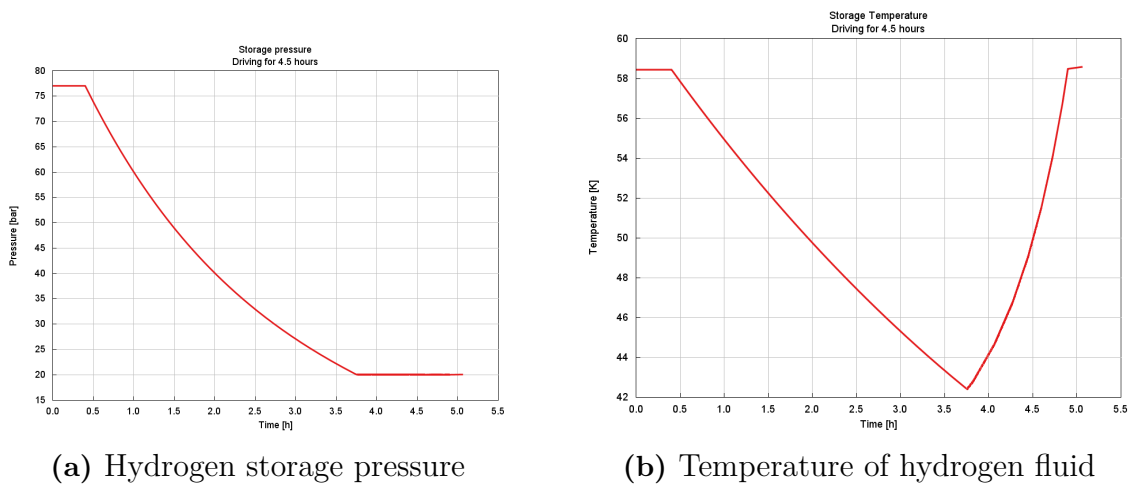 Storage pressure
Driving for 4.5 hours
80
75
70
65
60
55
50
45
40
35
30
25
20
15
Pressure [bar]
0.0 0.5 1.0 1.5 2.0 2.5 3.0 3.5 4.0 4.5 5.0 5.5
Time [h]
(a) Hydrogen storage pressure
Storage Temperature
Driving for 4.5 hours
60
58
56
54
52
50
48
46
44
42
Temperature [K]
0.0 0.5 1.0 1.5 2.0 2.5 3.0 3.5 4.0 4.5 5.0 5.5
Time [h]
(b) Temperature of hydrogen fluid